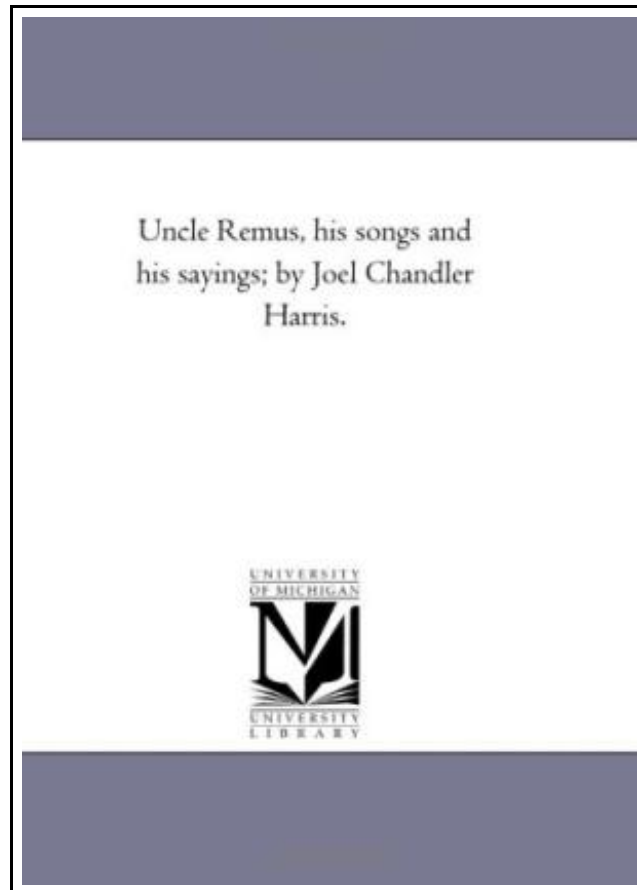 Uncle Remus, his songs and
his sayings; by Joel Chandler
Harris.
UNIVERSITY
OF MICHIGAN
UNIVERSITY
LIBRARY